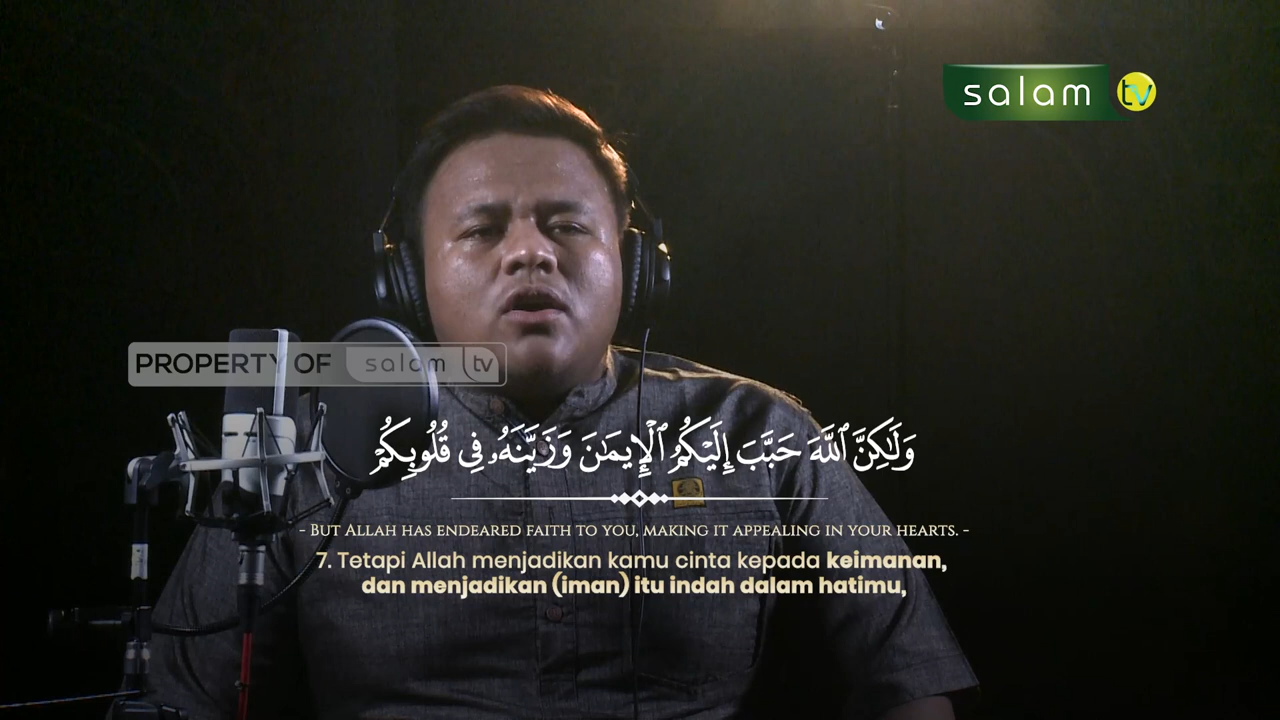 salam tv
PROPERTY OF salam tv
وَلَـٰكِنَّ ٱللَّهَ حَبَّبَ إِلَيْكُمُ ٱلْإِيمَـٰنَ وَزَيَّنَهُۥ فِى قُلُوبِكُمْ
- BUT ALLAH HAS ENDEARED FAITH TO YOU, MAKING IT APPEALING IN YOUR HEARTS. -
7. Tetapi Allah menjadikan kamu cinta kepada keimanan,
dan menjadikan (iman) itu indah dalam hatimu,